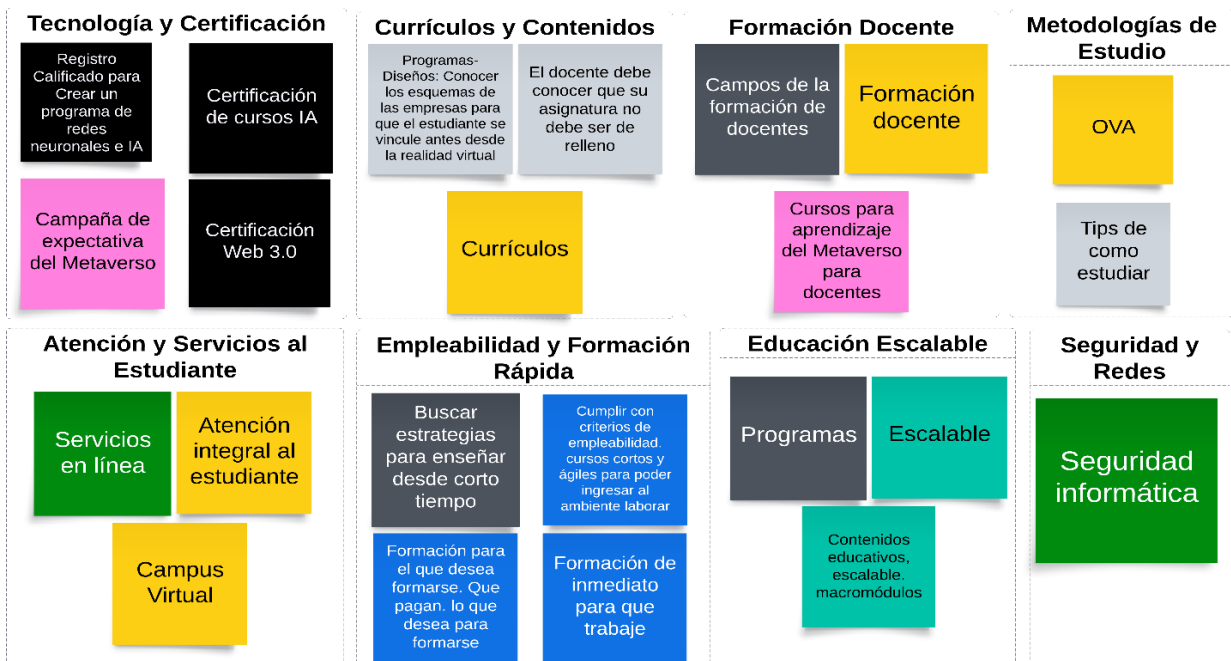 Tecnología y Certificación
Registro
Calificado para
Crear un
programa de
redes
neuronales e IA
Certificación
de cursos IA
Campaña de
expectativa
del Metaverso
Certificación
Web 3.0
Currículos y Contenidos
Programas-
Diseños: Conocer
los esquemas de
las empresas para
que el estudiante se
vincule antes desde
la realidad virtual
El docente debe
conocer que su
asignatura no
debe ser de
relleno
Currículos
Formación Docente
Campos de la
formación de
docentes
Formación
docente
Cursos para
aprendizaje
del Metaverso
para
docentes
Metodologías de
Estudio
OVA
Tips de
como
estudiar
Atención y Servicios al
Estudiante
Servicios
en línea
Atención
integral al
estudiante
Campus
Virtual
Empleabilidad y Formación
Rápida
Buscar
estrategias
para enseñar
desde corto
tiempo
Cumplir con
criterios de
empleabilidad.
cursos cortos y
ágiles para poder
ingresar al
ambiente laborar
Formación para
el que desea
formarse. Que
pagan. lo que
desea para
formarse
Formación de
inmediato
para que
trabaje
Educación Escalable
Programas
Escalable
Contenidos
educativos,
escalable.
macromódulos
Seguridad y
Redes
Seguridad
informática